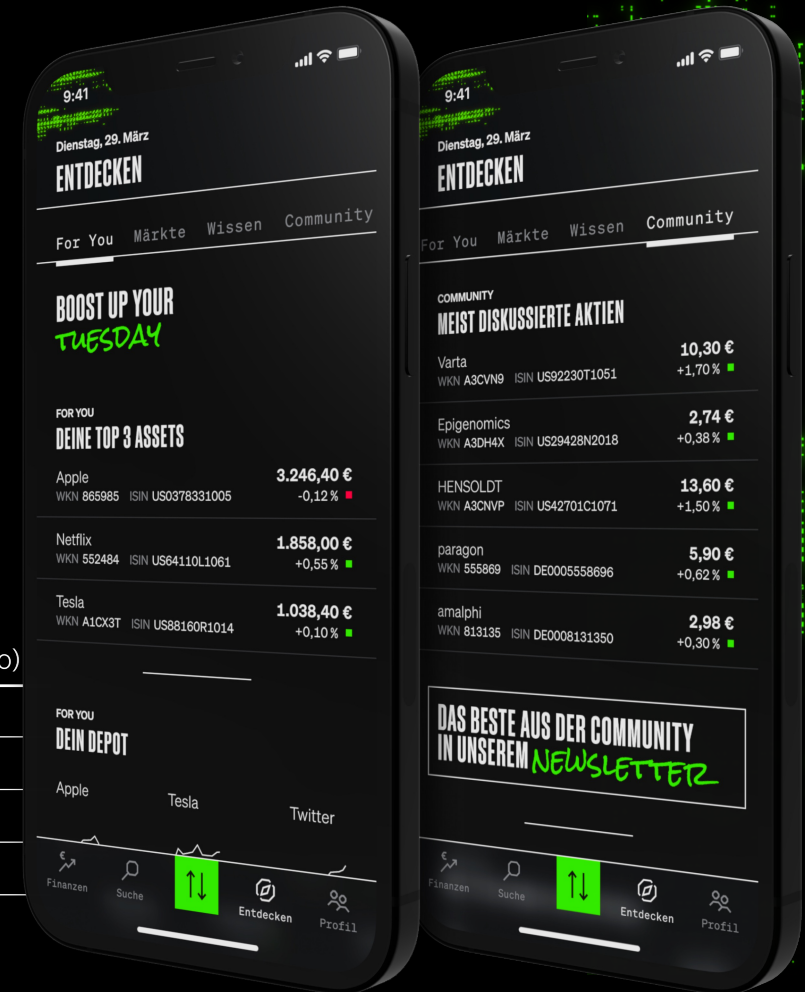 9:41
Dienstag, 29. März
ENTDECKEN
For You Märkte Wissen Community
BOOST UP YOUR
TUESDAY
FOR YOU
DEINE TOP 3 ASSETS
Apple 3.246,40 €
WKN 865985 ISIN US0378331005 -0,12 %
Netflix 1.858,00 €
WKN 552484 ISIN US64110L1061 +0,55 %
Tesla 1.038,40 €
WKN A1CX3T ISIN US88160R1014 +0,10 %
FOR YOU
DEIN DEPOT
Apple Tesla Twitter
Finanzen Suche Entdecken Profil
9:41
Dienstag, 29. März
ENTDECKEN
For You Märkte Wissen Community
COMMUNITY
MEIST DISKUSSIERTE AKTIEN
Varta 10,30 €
WKN A3CVN9 ISIN US92230T1051 +1,70 %
Epigenomics 2,74 €
WKN A3DH4X ISIN US29428N2018 +0,38 %
HENSOLDT 13,60 €
WKN A3CNVP ISIN US42701C1071 +1,50 %
paragon 5,90 €
WKN 555869 ISIN DE0005558696 +0,62 %
amalphi 2,98 €
WKN 813135 ISIN DE0008131350 +0,30 %
DAS BESTE AUS DER COMMUNITY
IN UNSEREM NEWSLETTER
Finanzen Suche Entdecken Profil